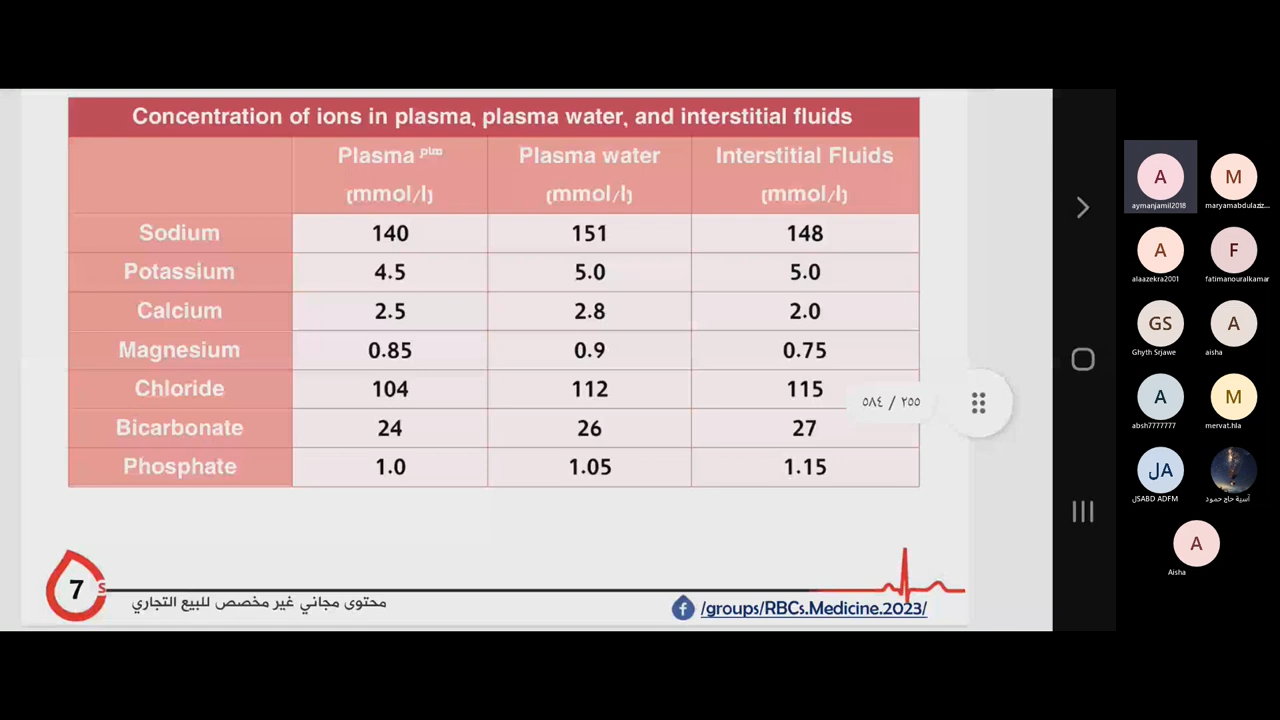 Concentration of ions in plasma, plasma water, and interstitial fluids
Plasma Plasma water Interstitial Fluids
(mmol/l) (mmol/l) (mmol/l)
Sodium 140 151 148
Potassium 4.5 5.0 5.0
Calcium 2.5 2.8 2.0
Magnesium 0.85 0.9 0.75
Chloride 104 112 115
Bicarbonate 24 26 27
Phosphate 1.0 1.05 1.15
٢٥٥ / ٥٨٤
7 S
محتوى مجاني غير مخصص للبيع التجاري
/groups/RBCs.Medicine.2023/
A M
aymanjamil2018 maryamabdulaziz...
A F
alaazekra2001 fatimanouralkamar
GS A
Ghyth Srjawe aisha
A M
absh7777777 mervat.hla
JA
JSABD ADFM آسية حاج حمود
A
Aisha